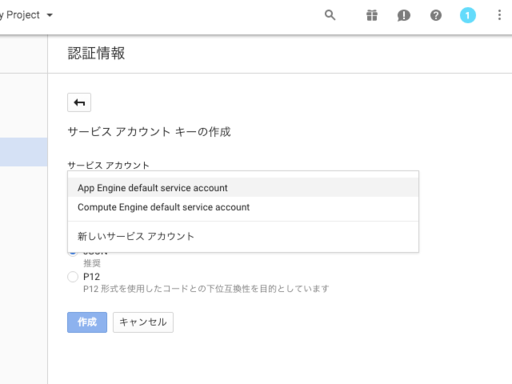 y Project
1
認証情報
サービス アカウント キーの作成
サービス アカウント
App Engine default service account
Compute Engine default service account
新しいサービス アカウント
推奨
P12
P12 形式を使用したコードとの下位互換性を目的としています
作成 キャンセル